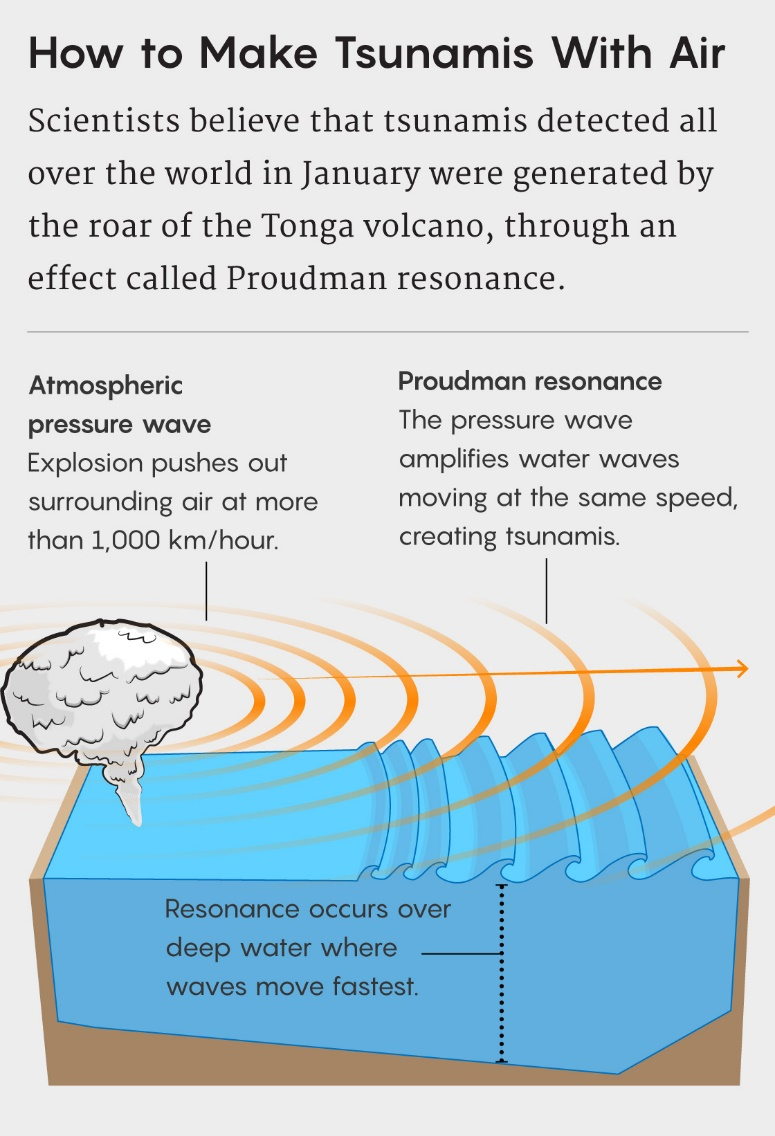 How to Make Tsunamis With Air
Scientists believe that tsunamis detected all
over the world in January were generated by
the roar of the Tonga volcano, through an
effect called Proudman resonance.
Atmospheric
pressure wave
Explosion pushes out
surrounding air at more
than 1,000 km/hour.
Proudman resonance
The pressure wave
amplifies water waves
moving at the same speed,
creating tsunamis.
Resonance occurs over
deep water where
waves move fastest.